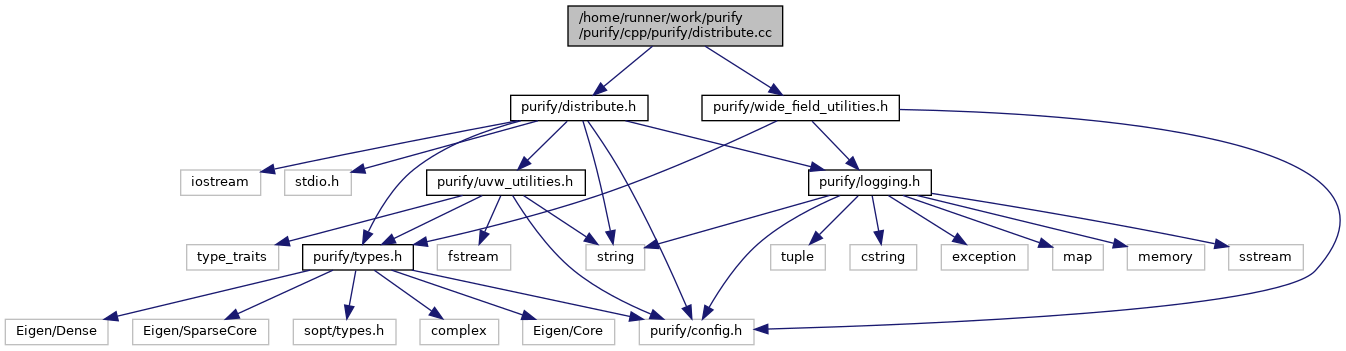 /home/runner/work/purify
/purify/cpp/purify/distribute.cc
purify/distribute.h
purify/wide_field_utilities.h
iostream
stdio.h
purify/uvw_utilities.h
purify/logging.h
type_traits
purify/types.h
fstream
string
tuple
cstring
exception
map
memory
sstream
Eigen/Dense
Eigen/SparseCore
sopt/types.h
complex
Eigen/Core
purify/config.h